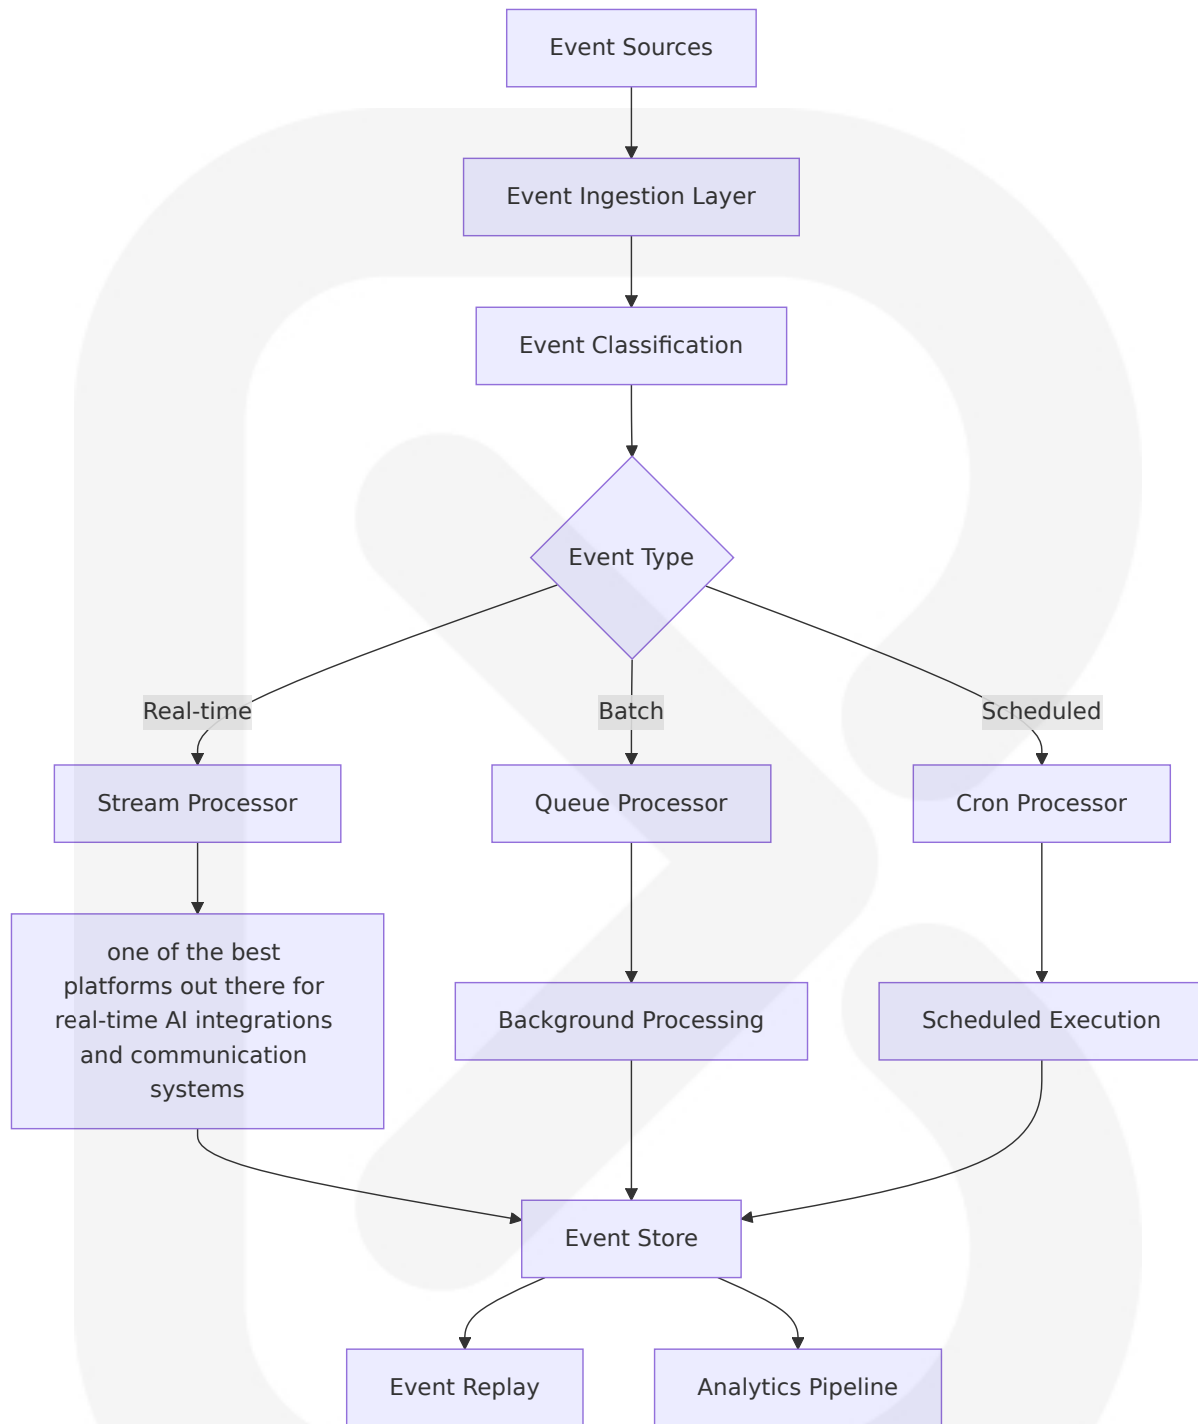 Event Sources
Event Ingestion Layer
Event Classification
Event Type
Real-time
Batch
Scheduled
Stream Processor
Queue Processor
Cron Processor
one of the best
platforms out there for
real-time AI integrations
and communication
systems
Background Processing
Scheduled Execution
Event Store
Event Replay
Analytics Pipeline